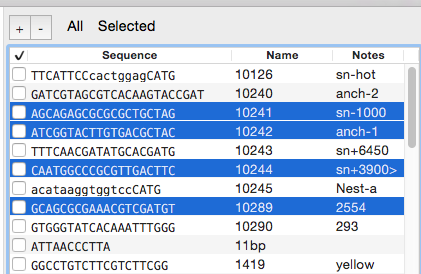 + - All Selected
✓ Sequence Name Notes
TTCATTCCcactggagCATG 10126 sn-hot
GATCGTAGCGTCACAAGTACCGAT 10240 anch-2
AGCAGAGCGCGCGCTGCTAG 10241 sn-1000
ATCGGTACTTGTGACGCTAC 10242 anch-1
TTTCAACGATATGCACGATG 10243 sn+6450
CAATGGCCCGCGTTGACTTC 10244 sn+3900>
acataaggtggtccCATG 10245 Nest-a
GCAGCGCGAAACGTCGATGT 10289 2554
GTGGGTATCACAAATTTGGG 10290 293
ATTAACCCTTA 11bp
GGCCTGTCTTCGTCTTCGG 1419 yellow